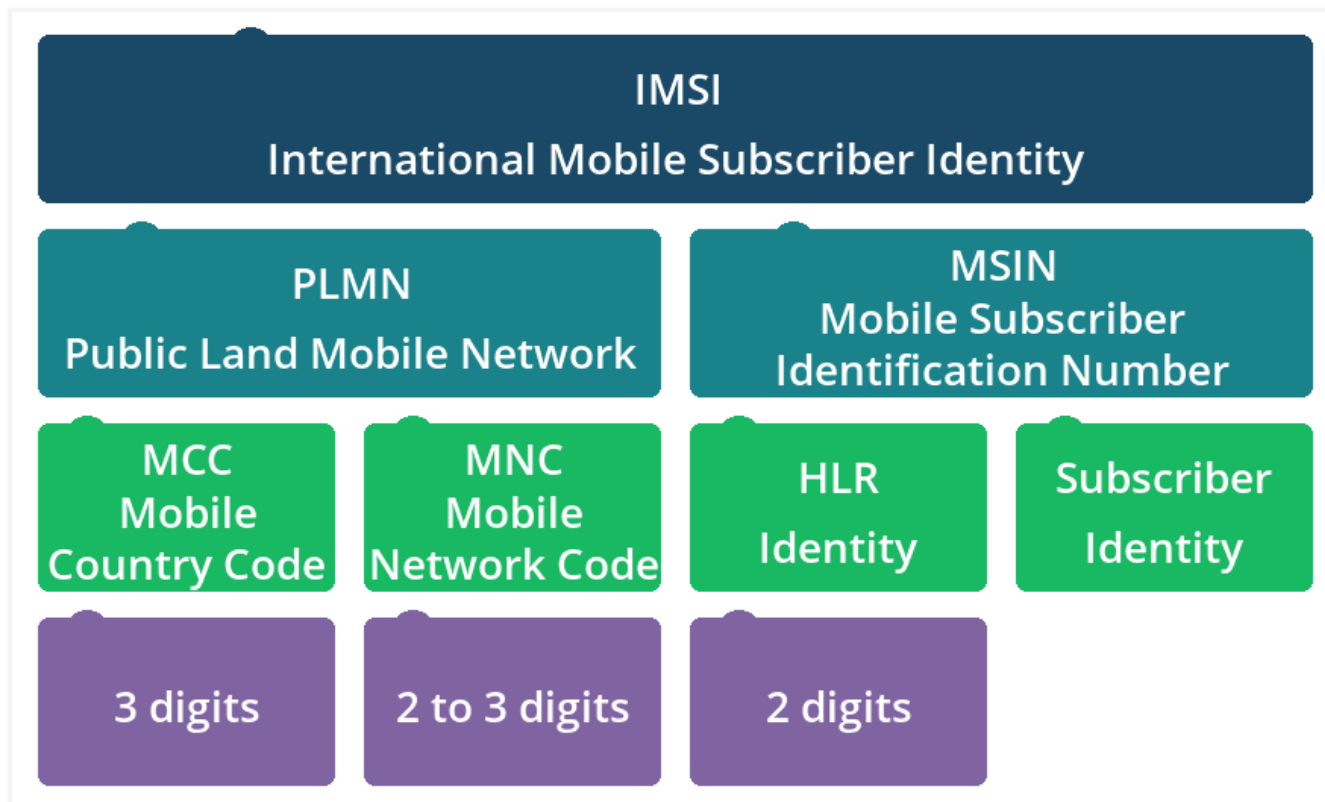 IMSI
International Mobile Subscriber Identity
PLMN
Public Land Mobile Network
MSIN
Mobile Subscriber
Identification Number
MCC
Mobile
Country Code
MNC
Mobile
Network Code
HLR
Identity
Subscriber
Identity
3 digits
2 to 3 digits
2 digits